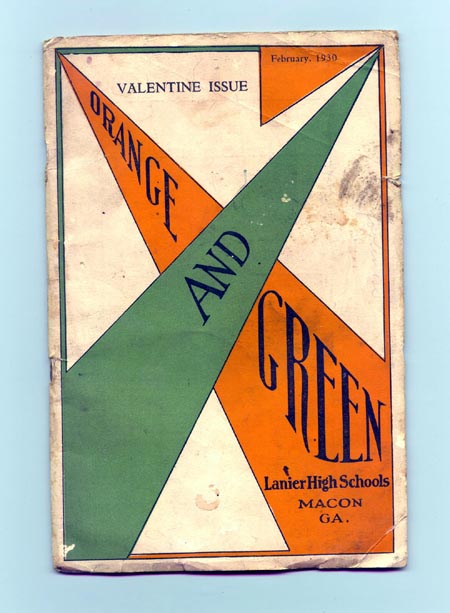 February, 1930
VALENTINE ISSUE
ORANGE
AND
GREEN
Lanier High Schools
MACON
GA.